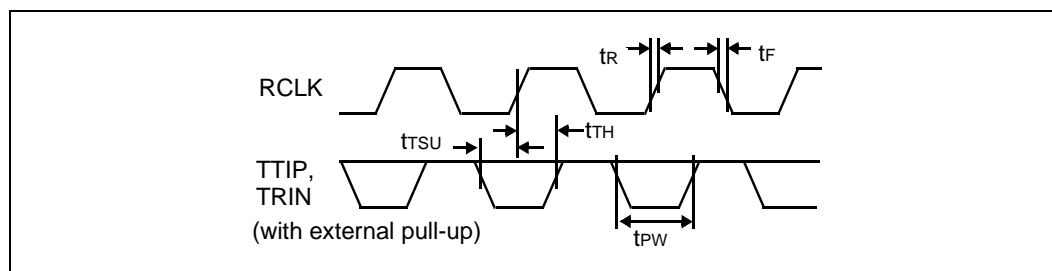 tR
tF
RCLK
tTSU
tTH
TTIP,
TRIN
(with external pull-up)
tPW